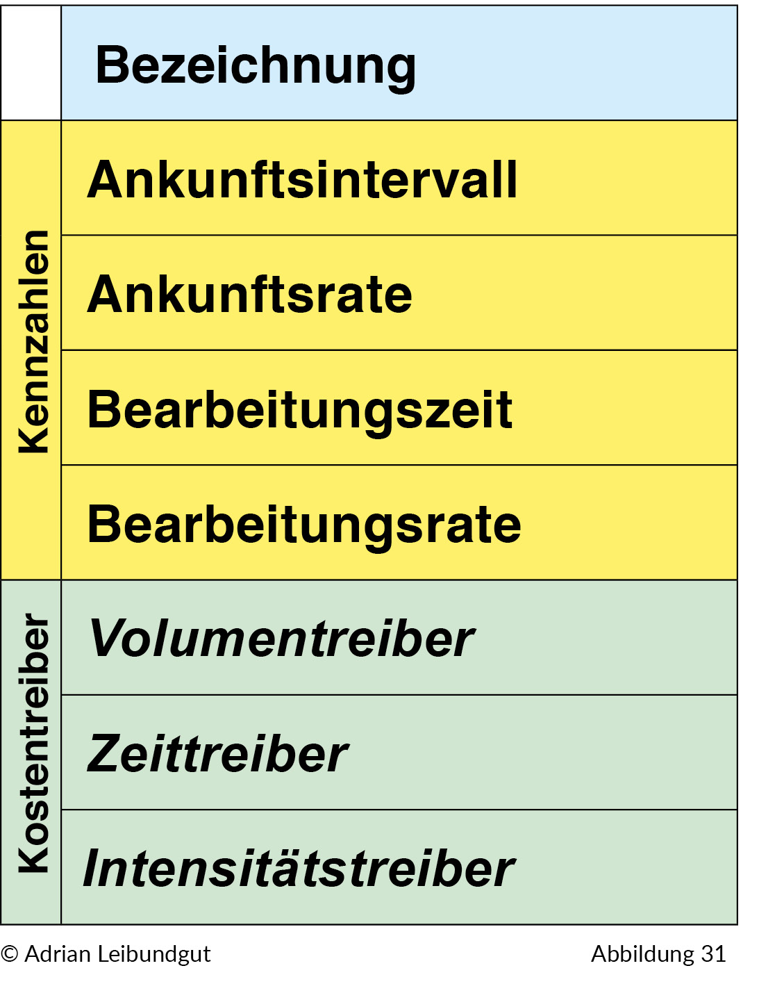 Bezeichnung
Kennzahlen
Ankunftsintervall
Ankunftsrate
Bearbeitungszeit
Bearbeitungsrate
Kostentreiber
Volumentreiber
Zeittreiber
Intensitätstreiber
© Adrian Leibundgut
Abbildung 31